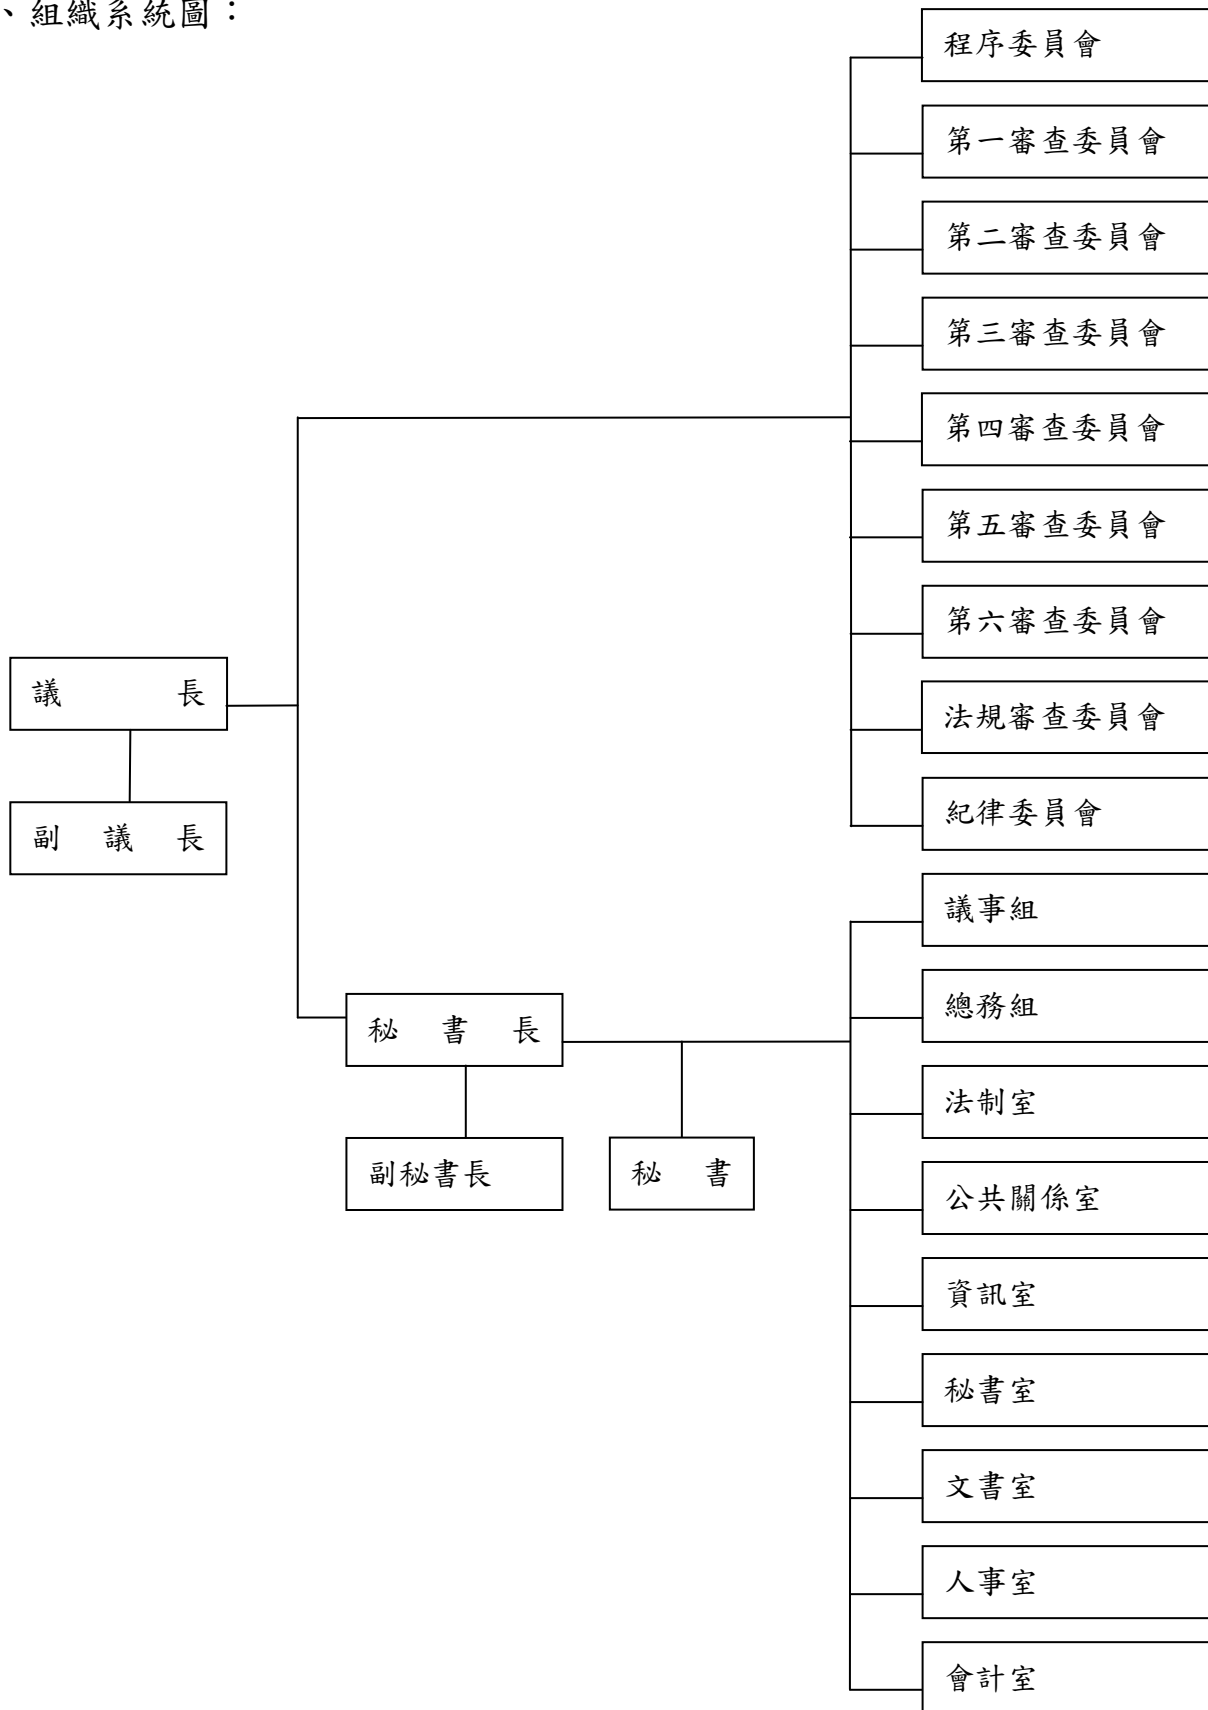 、組織系統圖：
程序委員會
第一審查委員會
第二審查委員會
第三審查委員會
第四審查委員會
第五審查委員會
第六審查委員會
法規審查委員會
紀律委員會
議長
副議長
秘書長
副秘書長
秘書
議事組
總務組
法制室
公共關係室
資訊室
秘書室
文書室
人事室
會計室